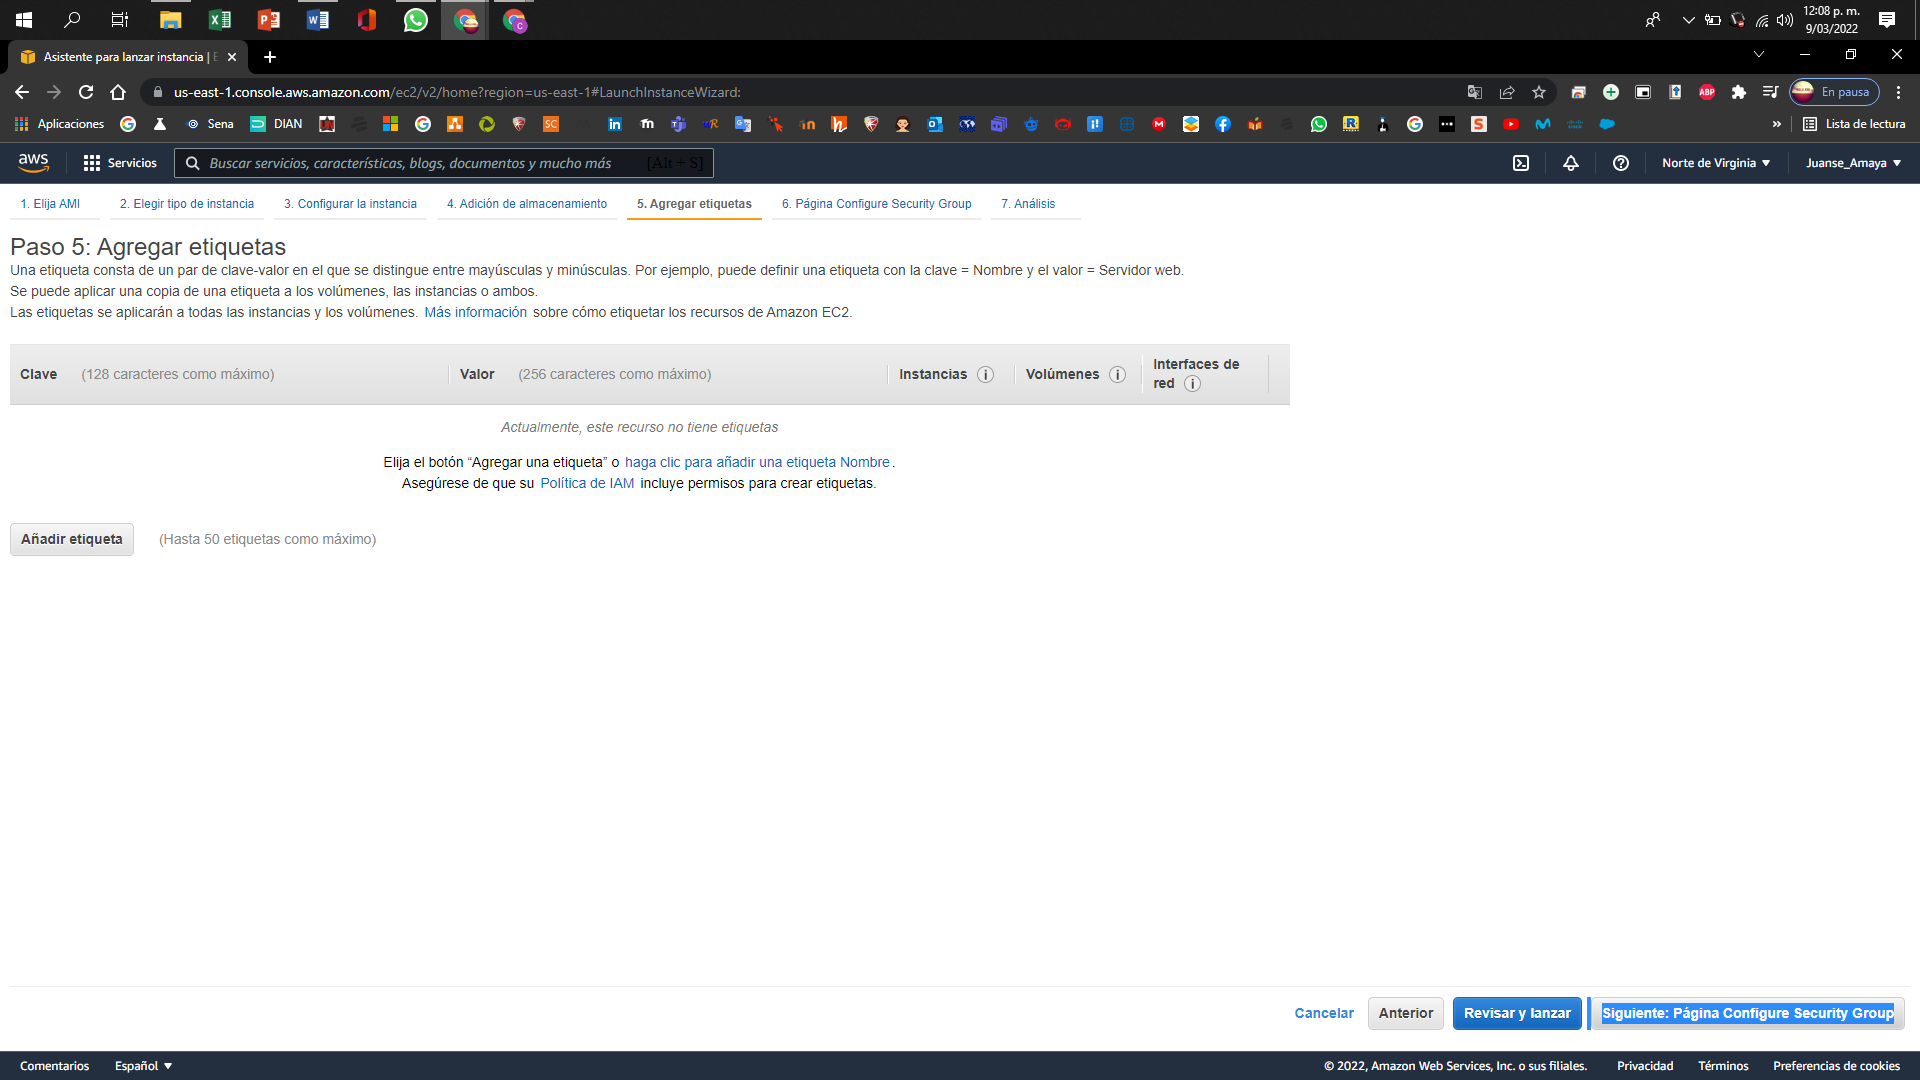 12:08 p. m.
9/03/2022
Asistente para lanzar instancia | E
us-east-1.console.aws.amazon.com/ec2/v2/home?region=us-east-1#LaunchInstanceWizard:
ABP
En pausa
Aplicaciones
Sena
DIAN
SC
Lista de lectura
aws
Servicios
Buscar servicios, características, blogs, documentos y mucho más
[Alt + S]
Norte de Virginia
Juanse_Amaya
1. Elija AMI
2. Elegir tipo de instancia
3. Configurar la instancia
4. Adición de almacenamiento
5. Agregar etiquetas
6. Página Configure Security Group
7. Análisis
Paso 5: Agregar etiquetas
Una etiqueta consta de un par de clave-valor en el que se distingue entre mayúsculas y minúsculas. Por ejemplo, puede definir una etiqueta con la clave = Nombre y el valor = Servidor web.
Se puede aplicar una copia de una etiqueta a los volúmenes, las instancias o ambos.
Las etiquetas se aplicarán a todas las instancias y los volúmenes. Más información sobre cómo etiquetar los recursos de Amazon EC2.
Clave (128 caracteres como máximo)
Valor (256 caracteres como máximo)
Instancias
Volúmenes
Interfaces de
red
Actualmente, este recurso no tiene etiquetas
Elija el botón “Agregar una etiqueta” o haga clic para añadir una etiqueta Nombre.
Asegúrese de que su Política de IAM incluye permisos para crear etiquetas.
Añadir etiqueta
(Hasta 50 etiquetas como máximo)
Cancelar
Anterior
Revisar y lanzar
Siguiente: Página Configure Security Group
Comentarios
Español
© 2022, Amazon Web Services, Inc. o sus filiales.
Privacidad
Términos
Preferencias de cookies